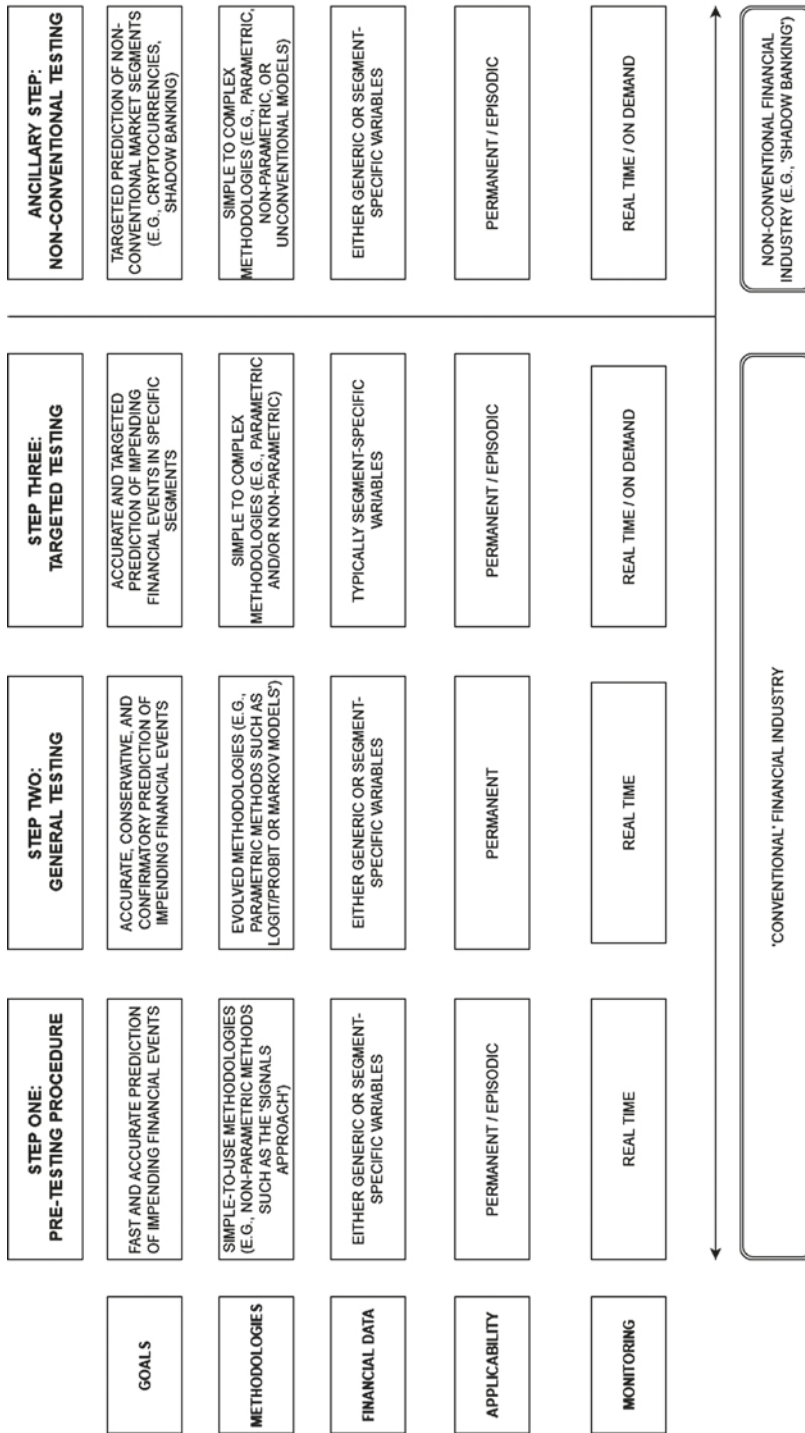 STEP ONE:
PRE-TESTING PROCEDURE
STEP TWO:
GENERAL TESTING
STEP THREE:
TARGETED TESTING
ANCILLARY STEP:
NON-CONVENTIONAL TESTING
GOALS
FAST AND ACCURATE PREDICTION
OF IMPENDING FINANCIAL EVENTS
ACCURATE, CONSERVATIVE, AND
CONFIRMATORY PREDICTION OF
IMPENDING FINANCIAL EVENTS
ACCURATE AND TARGETED
PREDICTION OF IMPENDING
FINANCIAL EVENTS IN SPECIFIC
SEGMENTS
TARGETED PREDICTION OF NON-
CONVENTIONAL MARKET SEGMENTS
(E.G., CRYPTOCURRENCIES,
SHADOW BANKING)
METHODOLOGIES
SIMPLE-TO-USE METHODOLOGIES
(E.G., NON-PARAMETRIC METHODS
SUCH AS THE 'SIGNALS
APPROACH')
EVOLVED METHODOLOGIES (E.G.,
PARAMETRIC METHODS SUCH AS
LOGIT/PROBIT OR MARKOV MODELS')
SIMPLE TO COMPLEX
METHODOLOGIES (E.G., PARAMETRIC
AND/OR NON-PARAMETRIC)
SIMPLE TO COMPLEX
METHODOLOGIES (E.G., PARAMETRIC,
NON-PARAMETRIC, OR
UNCONVENTIONAL MODELS)
FINANCIAL DATA
EITHER GENERIC OR SEGMENT-
SPECIFIC VARIABLES
EITHER GENERIC OR SEGMENT-
SPECIFIC VARIABLES
TYPICALLY SEGMENT-SPECIFIC
VARIABLES
EITHER GENERIC OR SEGMENT-
SPECIFIC VARIABLES
APPLICABILITY
PERMANENT / EPISODIC
PERMANENT
PERMANENT / EPISODIC
PERMANENT / EPISODIC
MONITORING
REAL TIME
REAL TIME
REAL TIME / ON DEMAND
REAL TIME / ON DEMAND
'CONVENTIONAL' FINANCIAL INDUSTRY
NON-CONVENTIONAL FINANCIAL
INDUSTRY (E.G., 'SHADOW BANKING')